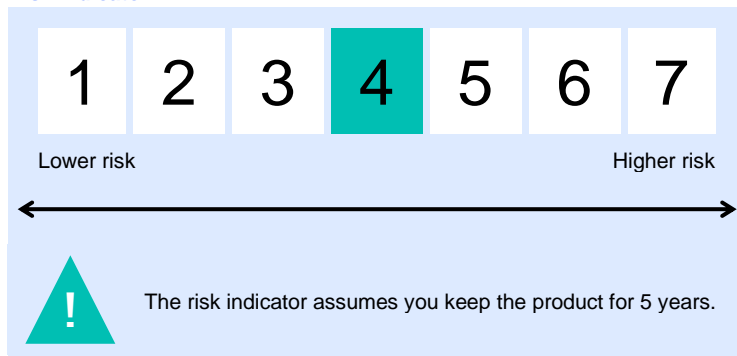 1 2 3 4 5 6 7
Lower risk Higher risk
! The risk indicator assumes you keep the product for 5 years.